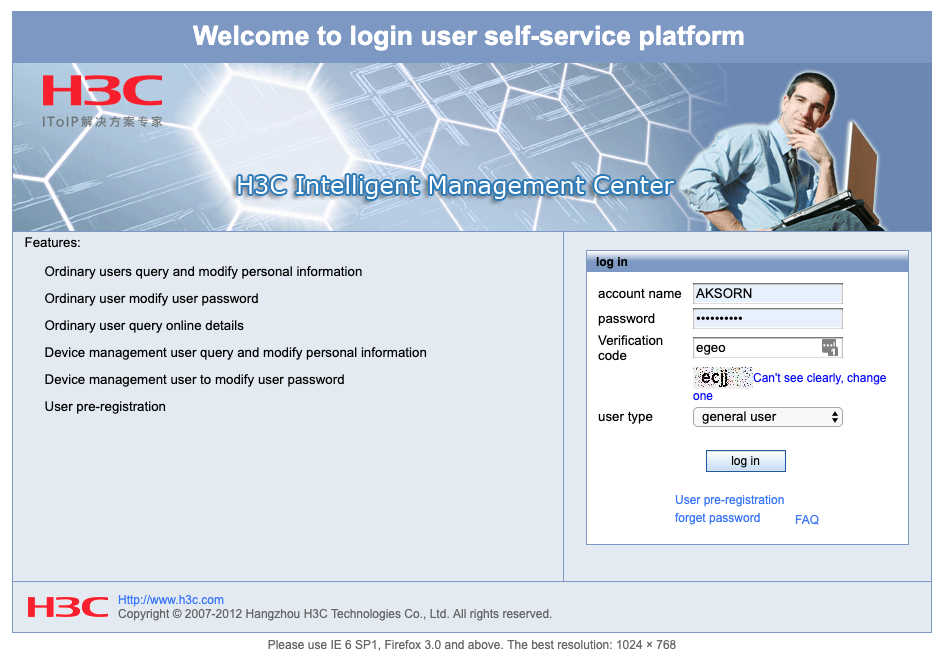 Welcome to login user self-service platform
H3C
IToIP解决方案专家
H3C Intelligent Management Center
Features:
Ordinary users query and modify personal information
Ordinary user modify user password
Ordinary user query online details
Device management user query and modify personal information
Device management user to modify user password
User pre-registration
log in
account name AKSORN
password ••••••••••
Verification
code egeo
ecjj Can't see clearly, change
one
user type general user
log in
User pre-registration
forget password FAQ
H3C
Http://www.h3c.com
Copyright © 2007-2012 Hangzhou H3C Technologies Co., Ltd. All rights reserved.
Please use IE 6 SP1, Firefox 3.0 and above. The best resolution: 1024 × 768